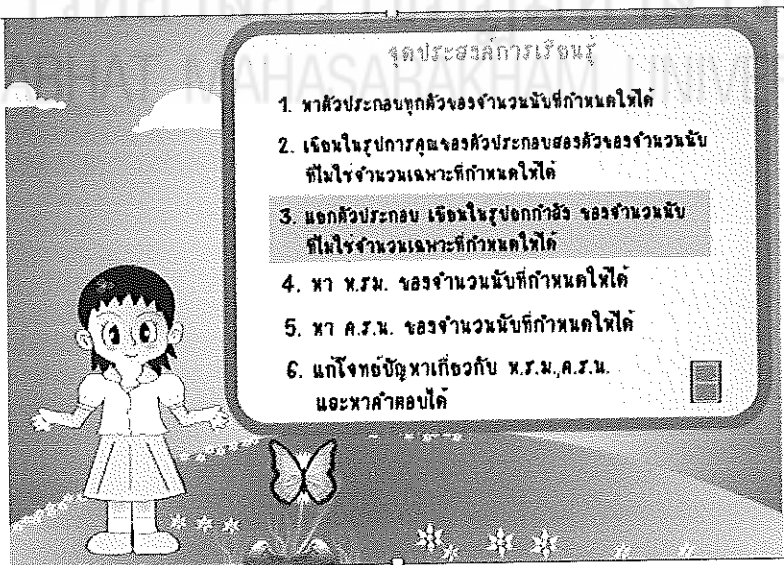 MAHASARAKHAM UNIVE
จุดประสงค์การเรียนรู้
1. หาตัวประกอบทุกตัวของจำนวนนับที่กำหนดให้ได้
2. เขียนในรูปการคูณของตัวประกอบสองตัวของจำนวนนับ
ที่ไม่ใช่จำนวนเฉพาะที่กำหนดให้ได้
3. แยกตัวประกอบ เขียนในรูปยกกำลัง ของจำนวนนับ
ที่ไม่ใช่จำนวนเฉพาะที่กำหนดให้ได้
4. หา ห.ร.ม. ของจำนวนนับที่กำหนดให้ได้
5. หา ค.ร.น. ของจำนวนนับที่กำหนดให้ได้
6. แก้โจทย์ปัญหาเกี่ยวกับ ห.ร.ม.,ค.ร.น.
และหาคำตอบได้